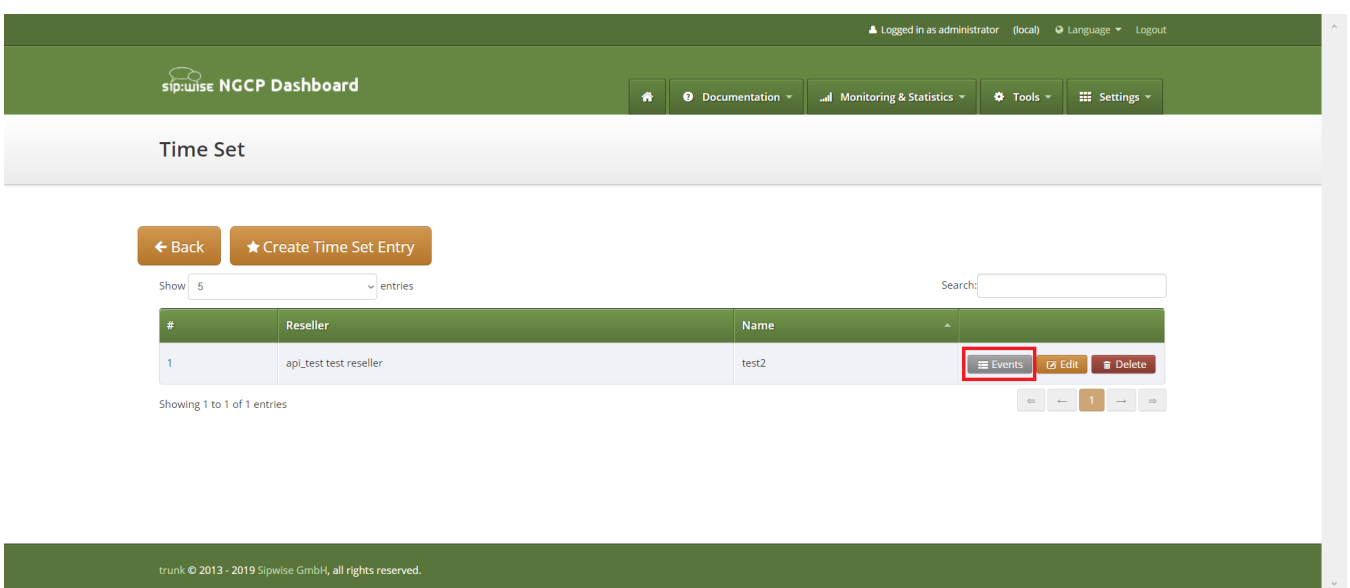 Logged in as administrator (local) Language Logout
sip:wise NGCP Dashboard
Documentation Monitoring & Statistics Tools Settings
Time Set
Back Create Time Set Entry
Show 5 entries Search:
# Reseller Name
1 api_test test reseller test2 Events Edit Delete
Showing 1 to 1 of 1 entries ⇐ ← 1 → ⇒
trunk © 2013 - 2019 Sipwise GmbH, all rights reserved.